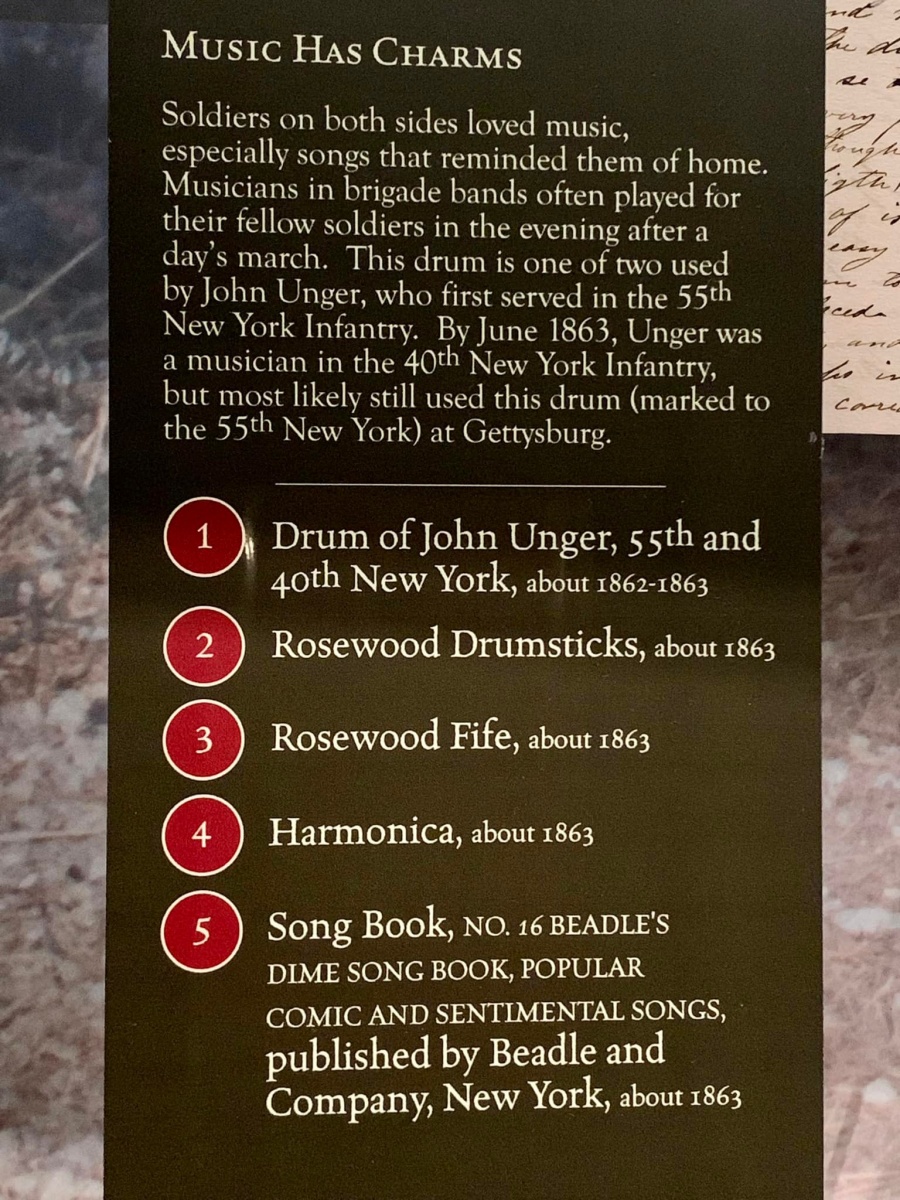 Music Has Charms
Soldiers on both sides loved music,
especially songs that reminded them of home.
Musicians in brigade bands often played for
their fellow soldiers in the evening after a
day's march.  This drum is one of two used
by John Unger, who first served in the 55th
New York Infantry.  By June 1863, Unger was
a musician in the 40th New York Infantry,
but most likely still used this drum (marked to
the 55th New York) at Gettysburg.
1 Drum of John Unger, 55th and
40th New York, about 1862-1863
2 Rosewood Drumsticks, about 1863
3 Rosewood Fife, about 1863
4 Harmonica, about 1863
5 Song Book, NO. 16 BEADLE'S
DIME SONG BOOK, POPULAR
COMIC AND SENTIMENTAL SONGS,
published by Beadle and
Company, New York, about 1863
of
easy
and